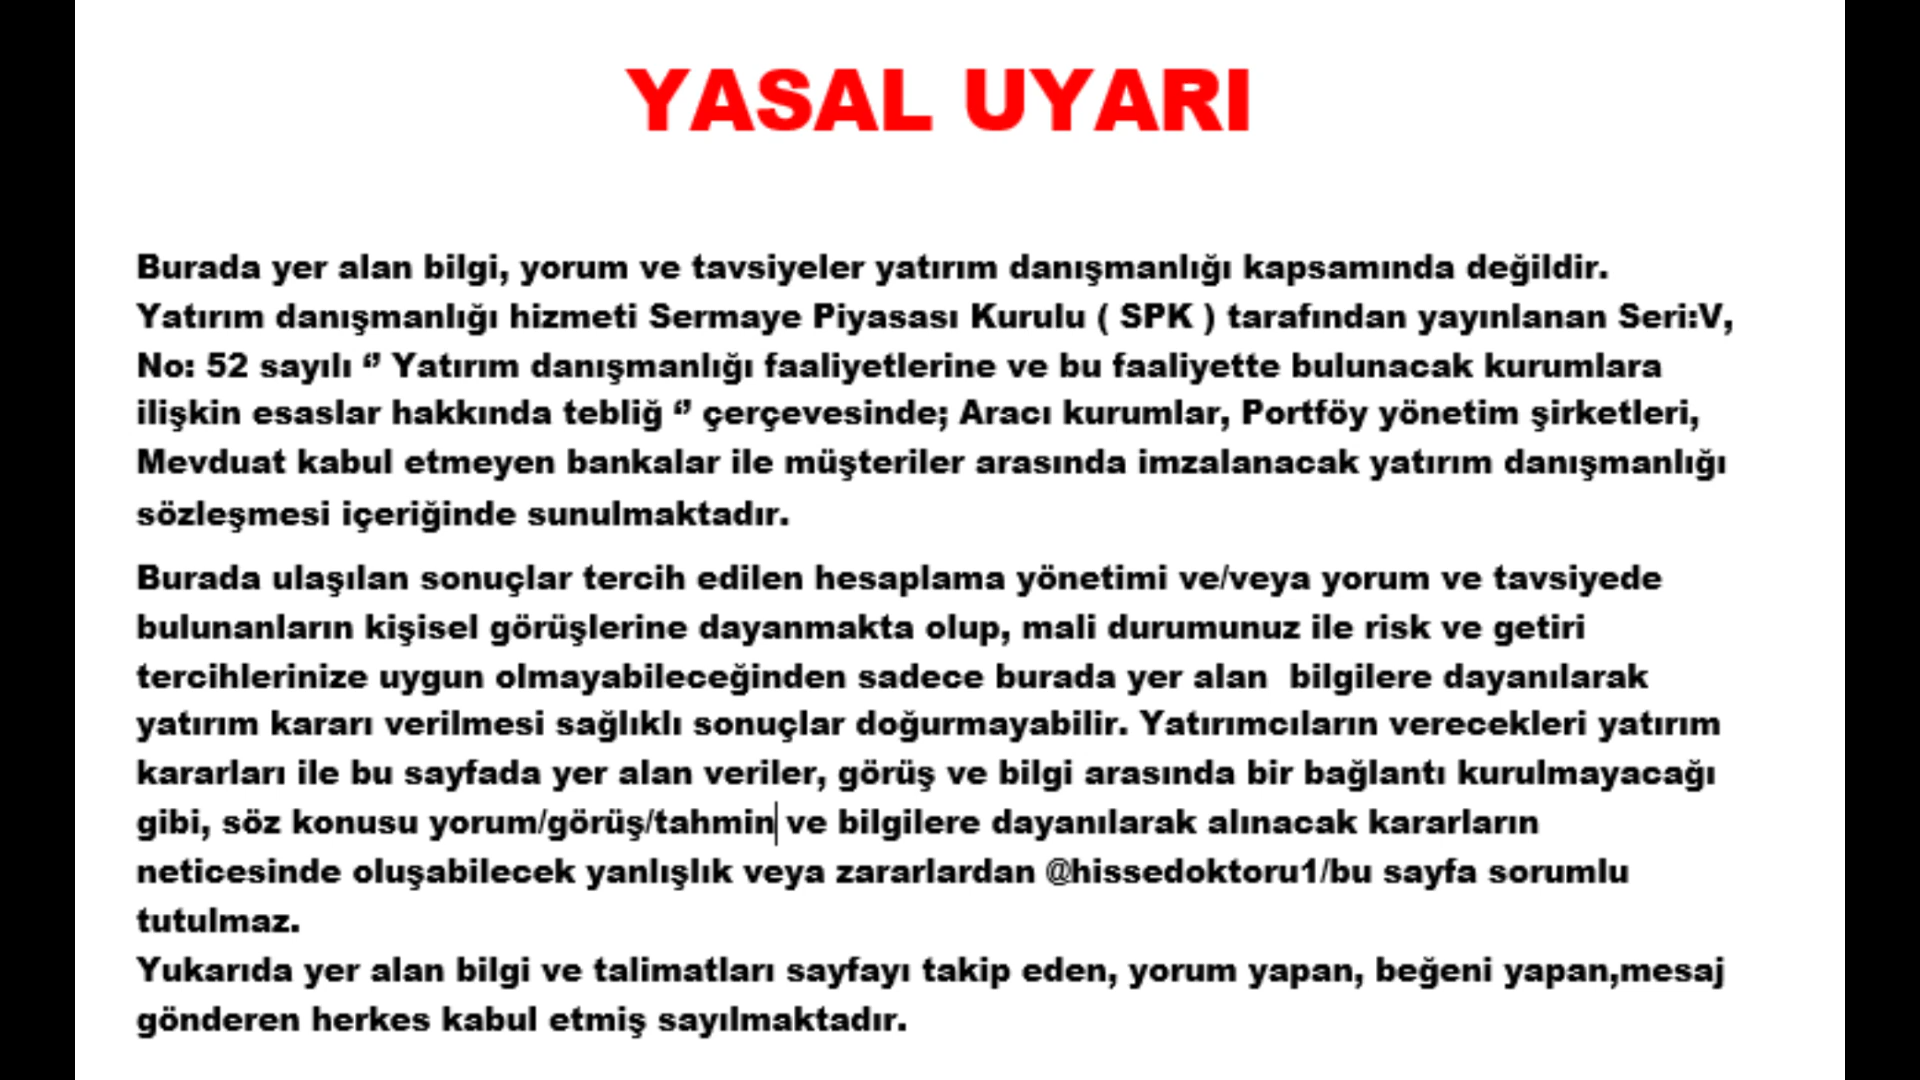 YASAL UYARI
Burada yer alan bilgi, yorum ve tavsiyeler yatırım danışmanlığı kapsamında değildir.
Yatırım danışmanlığı hizmeti Sermaye Piyasası Kurulu ( SPK ) tarafından yayınlanan Seri:V,
No: 52 sayılı “ Yatırım danışmanlığı faaliyetlerine ve bu faaliyette bulunacak kurumlara
ilişkin esaslar hakkında tebliğ “ çerçevesinde; Aracı kurumlar, Portföy yönetim şirketleri,
Mevduat kabul etmeyen bankalar ile müşteriler arasında imzalanacak yatırım danışmanlığı
sözleşmesi içeriğinde sunulmaktadır.
Burada ulaşılan sonuçlar tercih edilen hesaplama yönetimi ve/veya yorum ve tavsiyede
bulunanların kişisel görüşlerine dayanmakta olup, mali durumunuz ile risk ve getiri
tercihlerinize uygun olmayabileceğinden sadece burada yer alan  bilgilere dayanılarak
yatırım kararı verilmesi sağlıklı sonuçlar doğurmayabilir. Yatırımcıların verecekleri yatırım
kararları ile bu sayfada yer alan veriler, görüş ve bilgi arasında bir bağlantı kurulmayacağı
gibi, söz konusu yorum/görüş/tahmin ve bilgilere dayanılarak alınacak kararların
neticesinde oluşabilecek yanlışlık veya zararlardan @hissedoktoru1/bu sayfa sorumlu
tutulmaz.
Yukarıda yer alan bilgi ve talimatları sayfayı takip eden, yorum yapan, beğeni yapan,mesaj
gönderen herkes kabul etmiş sayılmaktadır.